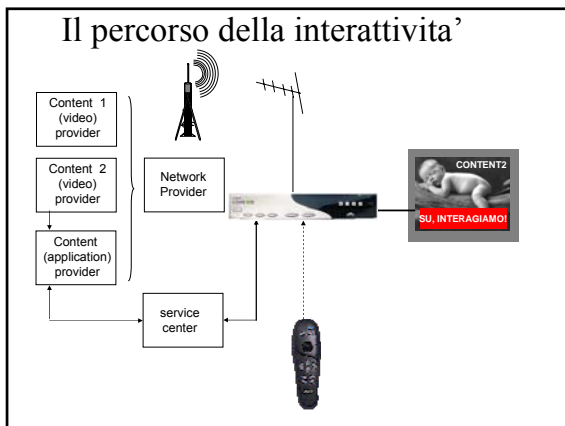 Il percorso della interattivita’
Content 1
(video)
provider
Content 2
(video)
provider
Content
(application)
provider
Network
Provider
service
center
CONTENT2
SU, INTERAGIAMO!